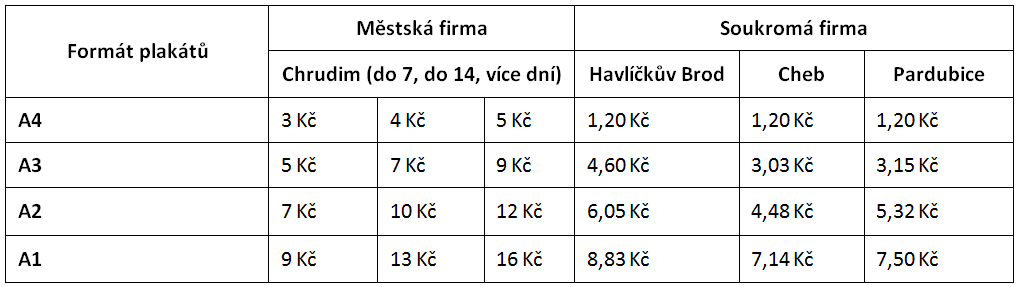 Formát plakátů Městská firma Soukromá firma
Chrudim (do 7, do 14, více dní) Havlíčkův Brod Cheb Pardubice
A4 3 Kč 4 Kč 5 Kč 1,20 Kč 1,20 Kč 1,20 Kč
A3 5 Kč 7 Kč 9 Kč 4,60 Kč 3,03 Kč 3,15 Kč
A2 7 Kč 10 Kč 12 Kč 6,05 Kč 4,48 Kč 5,32 Kč
A1 9 Kč 13 Kč 16 Kč 8,83 Kč 7,14 Kč 7,50 Kč